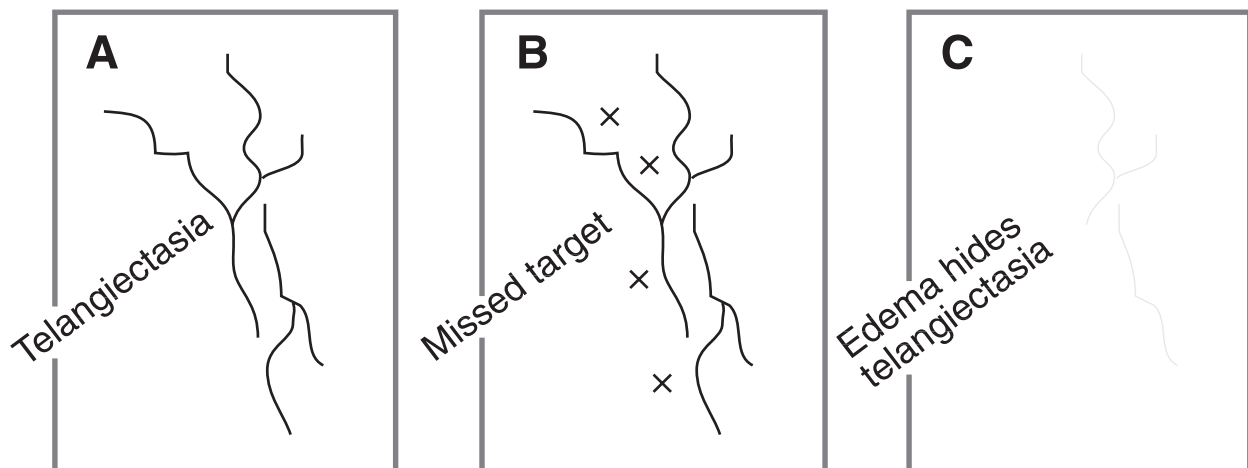 A
Telangiectasia
B
Missed target
C
Edema hides
telangiectasia